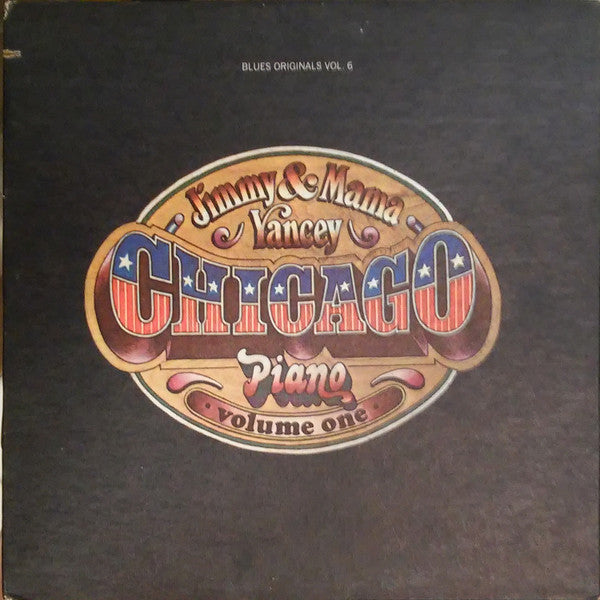 BLUES ORIGINALS VOL. 6
Jimmy & Mama
Yancey
CHICAGO
Piano
· volume one ·